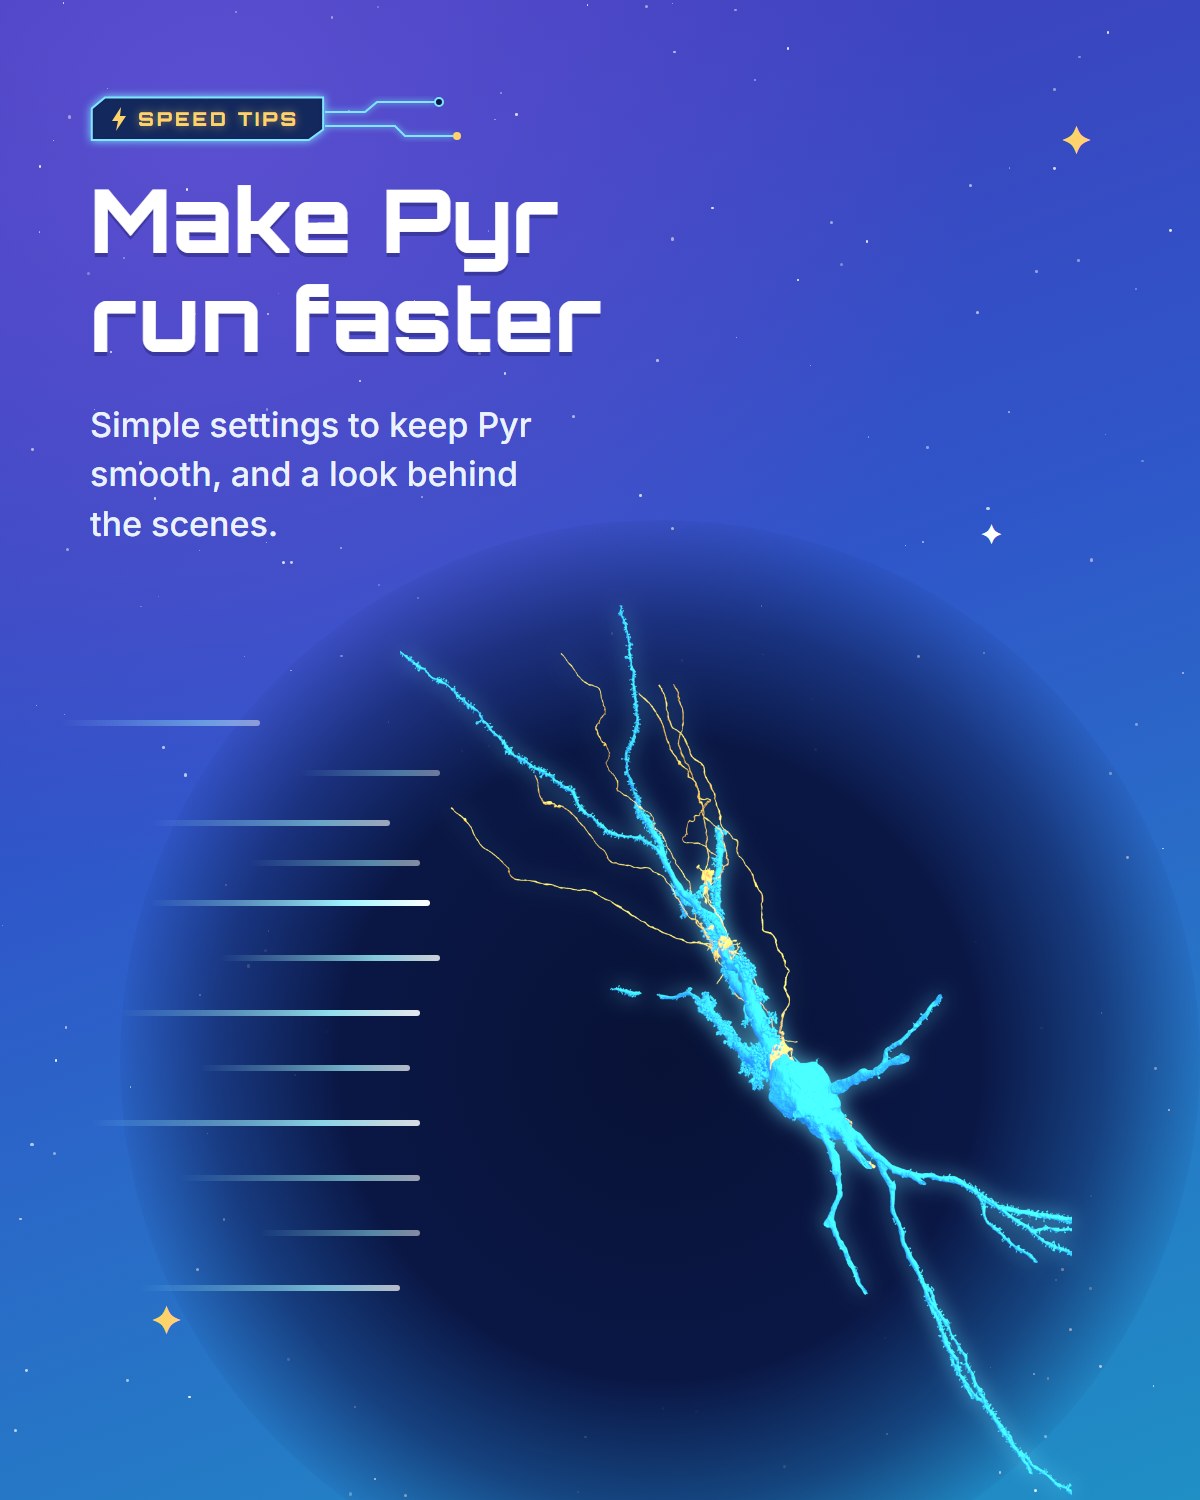 SPEED TIPS
Make Pyr
run faster
Simple settings to keep Pyr
smooth, and a look behind
the scenes.